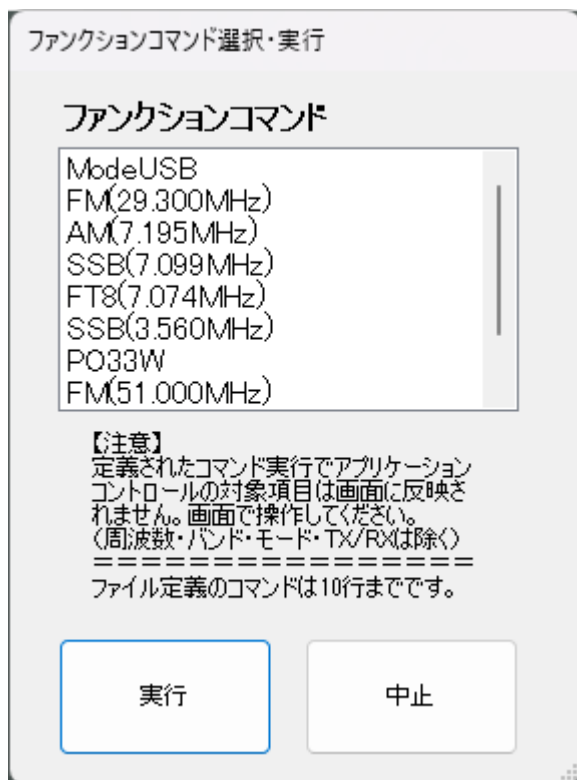 ファンクションコマンド選択・実行
ファンクションコマンド
ModeUSB
FM(29.300MHz)
AM(7.195MHz)
SSB(7.099MHz)
FT8(7.074MHz)
SSB(3.560MHz)
PO33W
FM(51.000MHz)
【注意】
定義されたコマンド実行でアプリケーション
コントロールの対象項目は画面に反映さ
れません。画面で操作してください。
(周波数・バンド・モード・TX/RXは除く)
==================
ファイル定義のコマンドは10行までです。
実行
中止